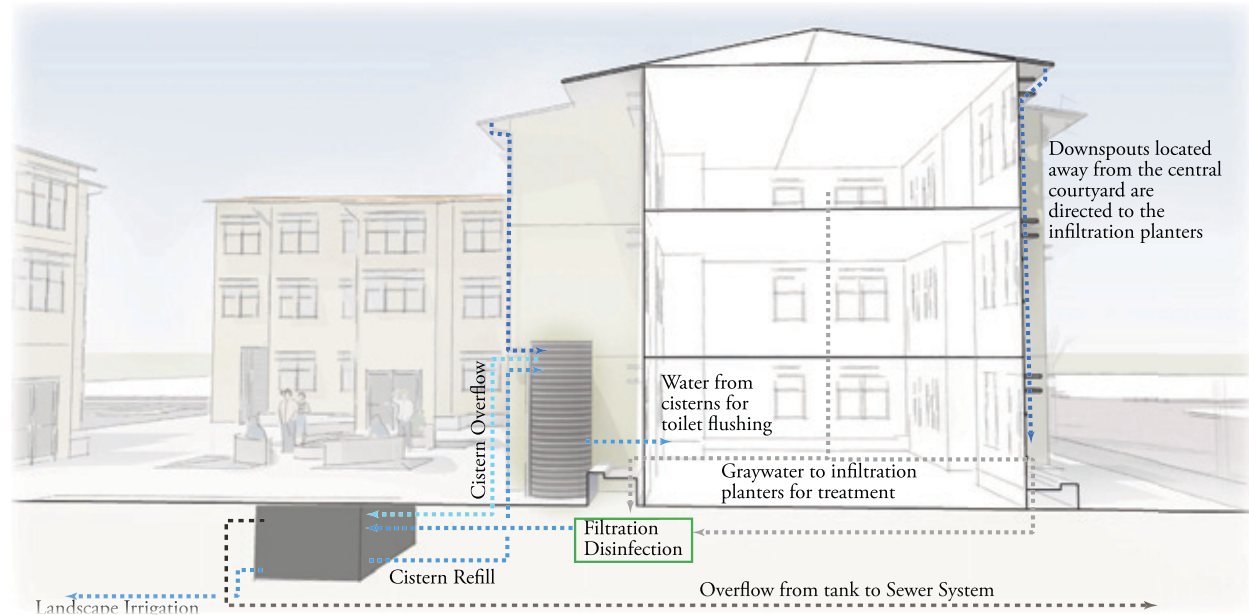 Downspouts located
away from the central
courtyard are
directed to the
infiltration planters
Cistern Overflow
Water from
cisterns for
toilet flushing
Graywater to infiltration
planters for treatment
Filtration
Disinfection
Cistern Refill
Overflow from tank to Sewer System
Landscape Irrigation